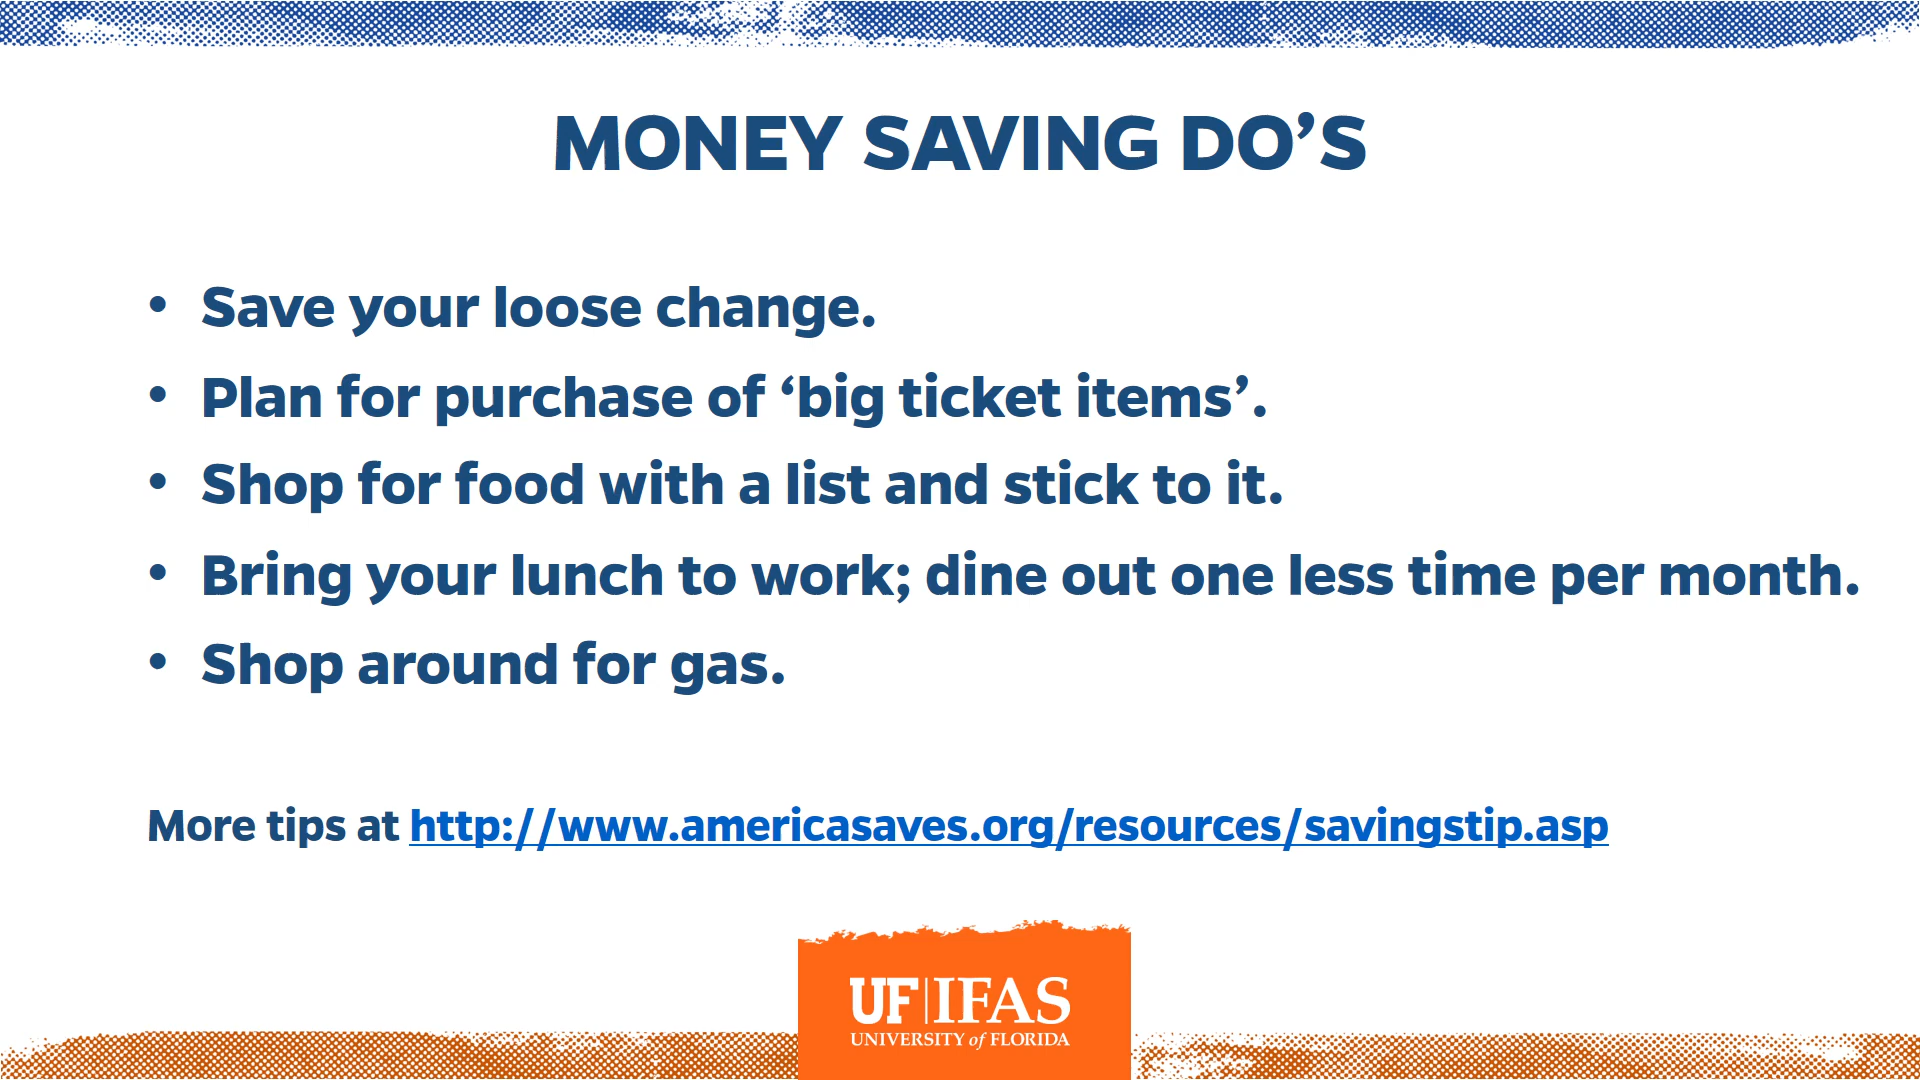 MONEY SAVING DO’S
• Save your loose change.
• Plan for purchase of ‘big ticket items’.
• Shop for food with a list and stick to it.
• Bring your lunch to work; dine out one less time per month.
• Shop around for gas.
More tips at http://www.americasaves.org/resources/savingstip.asp
UF|IFAS
UNIVERSITY of FLORIDA